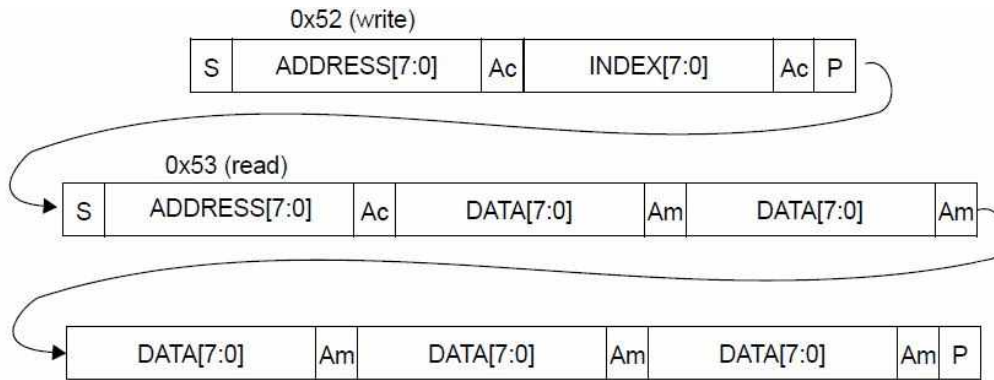 0x52 (write)
S ADDRESS[7:0] Ac INDEX[7:0] Ac P
0x53 (read)
S ADDRESS[7:0] Ac DATA[7:0] Am DATA[7:0] Am
DATA[7:0] Am DATA[7:0] Am DATA[7:0] Am P